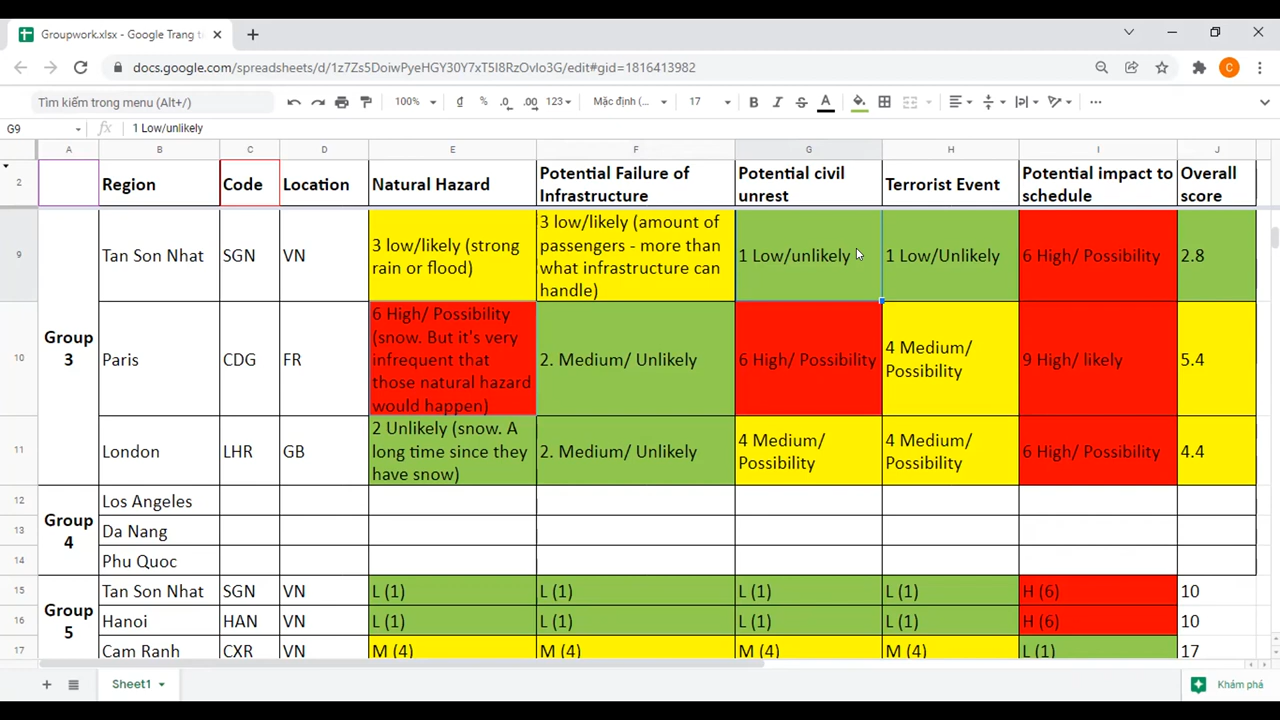 Groupwork.xlsx - Google Trang t
docs.google.com/spreadsheets/d/1z7Zs5DoiwPyeHGY30Y7xT5I8RzOvIo3G/edit#gid=1816413982
C
Tìm kiếm trong menu (Alt+/)
100%
₫
%
.0
.00
123
Mặc định (...
17
B
I
S
A
G9
fx
1 Low/unlikely
A
B
C
D
E
F
G
H
I
J
2
Region
Code
Location
Natural Hazard
Potential Failure of
Infrastructure
Potential civil
unrest
Terrorist Event
Potential impact to
schedule
Overall
score
Group
3
9
Tan Son Nhat
SGN
VN
3 low/likely (strong
rain or flood)
3 low/likely (amount of
passengers - more than
what infrastructure can
handle)
1 Low/unlikely
1 Low/Unlikely
6 High/ Possibility
2.8
10
Paris
CDG
FR
6 High/ Possibility
(snow. But it's very
infrequent that
those natural hazard
would happen)
2. Medium/ Unlikely
6 High/ Possibility
4 Medium/
Possibility
9 High/ likely
5.4
11
London
LHR
GB
2 Unlikely (snow. A
long time since they
have snow)
2. Medium/ Unlikely
4 Medium/
Possibility
4 Medium/
Possibility
6 High/ Possibility
4.4
Group
4
12
Los Angeles
13
Da Nang
14
Phu Quoc
Group
5
15
Tan Son Nhat
SGN
VN
L (1)
L (1)
L (1)
L (1)
H (6)
10
16
Hanoi
HAN
VN
L (1)
L (1)
L (1)
L (1)
H (6)
10
17
Cam Ranh
CXR
VN
M (4)
M (4)
M (4)
M (4)
L (1)
17
Sheet1
Khám phá